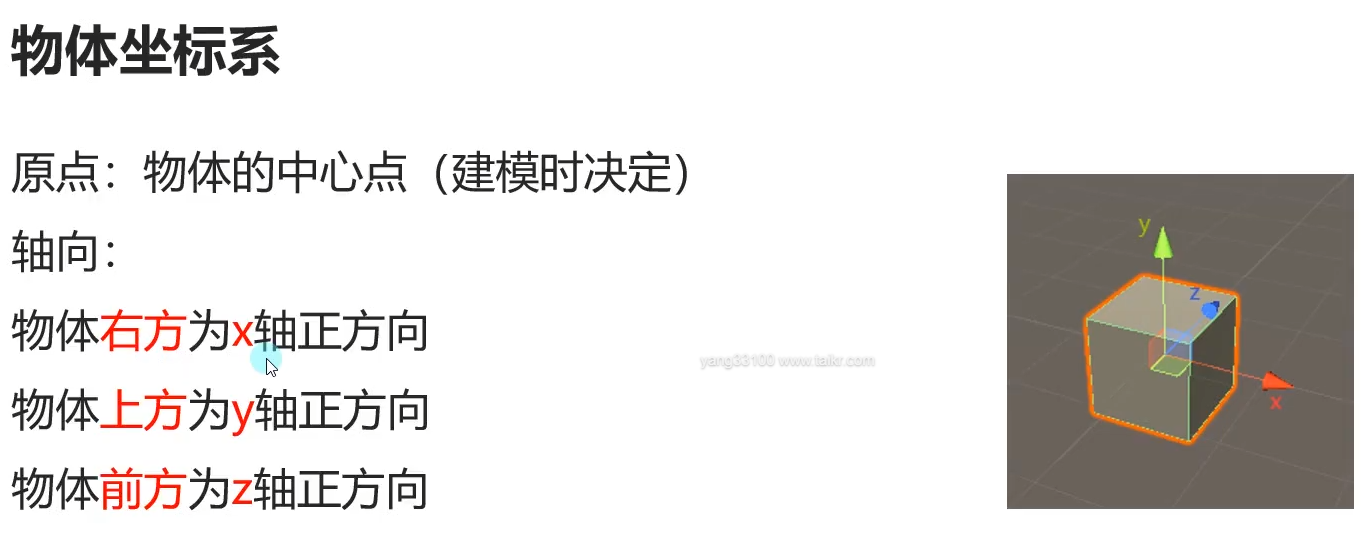 物体坐标系
原点：物体的中心点（建模时决定）
轴向：
物体右方为x轴正方向
物体上方为y轴正方向
物体前方为z轴正方向
yang33100 www.taikr.com
y
z
x